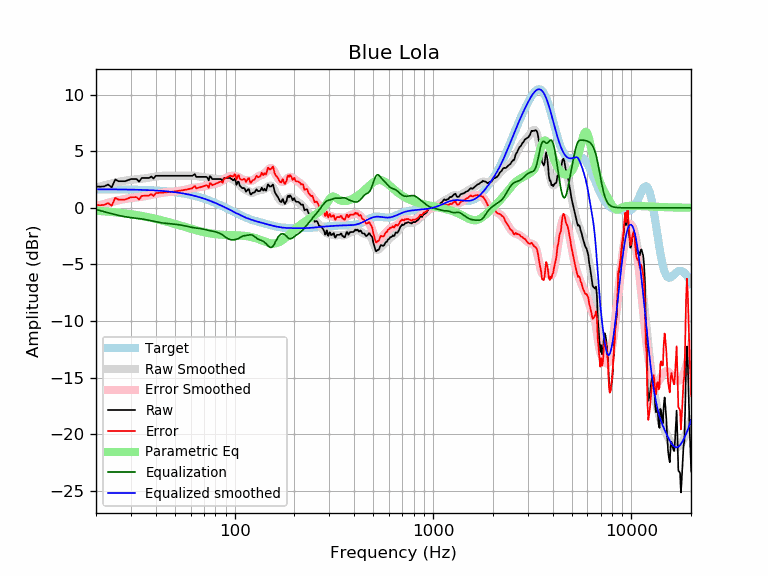 Blue Lola
10
5
0
−5
−10
−15
−20
−25
Amplitude (dBr)
Target
Raw Smoothed
Error Smoothed
Raw
Error
Parametric Eq
Equalization
Equalized smoothed
100 1000 10000
Frequency (Hz)